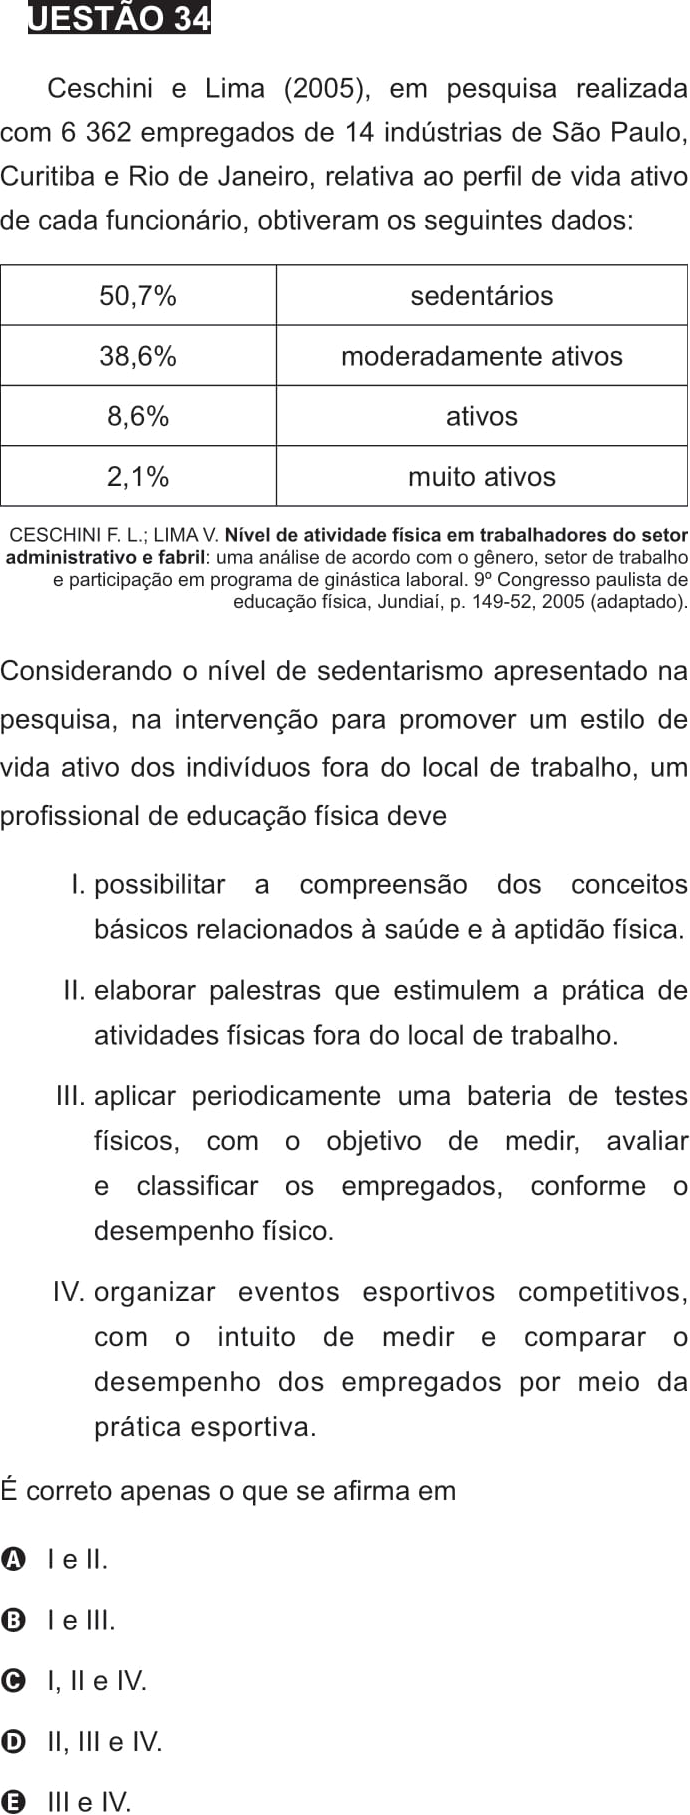 UESTÃO 34
Ceschini e Lima (2005), em pesquisa realizada
com 6 362 empregados de 14 indústrias de São Paulo,
Curitiba e Rio de Janeiro, relativa ao perfil de vida ativo
de cada funcionário, obtiveram os seguintes dados:
50,7% sedentários
38,6% moderadamente ativos
8,6% ativos
2,1% muito ativos
CESCHINI F. L.; LIMA V. Nível de atividade física em trabalhadores do setor
administrativo e fabril: uma análise de acordo com o gênero, setor de trabalho
e participação em programa de ginástica laboral. 9º Congresso paulista de
educação física, Jundiaí, p. 149-52, 2005 (adaptado).
Considerando o nível de sedentarismo apresentado na
pesquisa, na intervenção para promover um estilo de
vida ativo dos indivíduos fora do local de trabalho, um
profissional de educação física deve
I. possibilitar a compreensão dos conceitos
básicos relacionados à saúde e à aptidão física.
II. elaborar palestras que estimulem a prática de
atividades físicas fora do local de trabalho.
III. aplicar periodicamente uma bateria de testes
físicos, com o objetivo de medir, avaliar
e classificar os empregados, conforme o
desempenho físico.
IV. organizar eventos esportivos competitivos,
com o intuito de medir e comparar o
desempenho dos empregados por meio da
prática esportiva.
É correto apenas o que se afirma em
A I e II.
B I e III.
C I, II e IV.
D II, III e IV.
E III e IV.